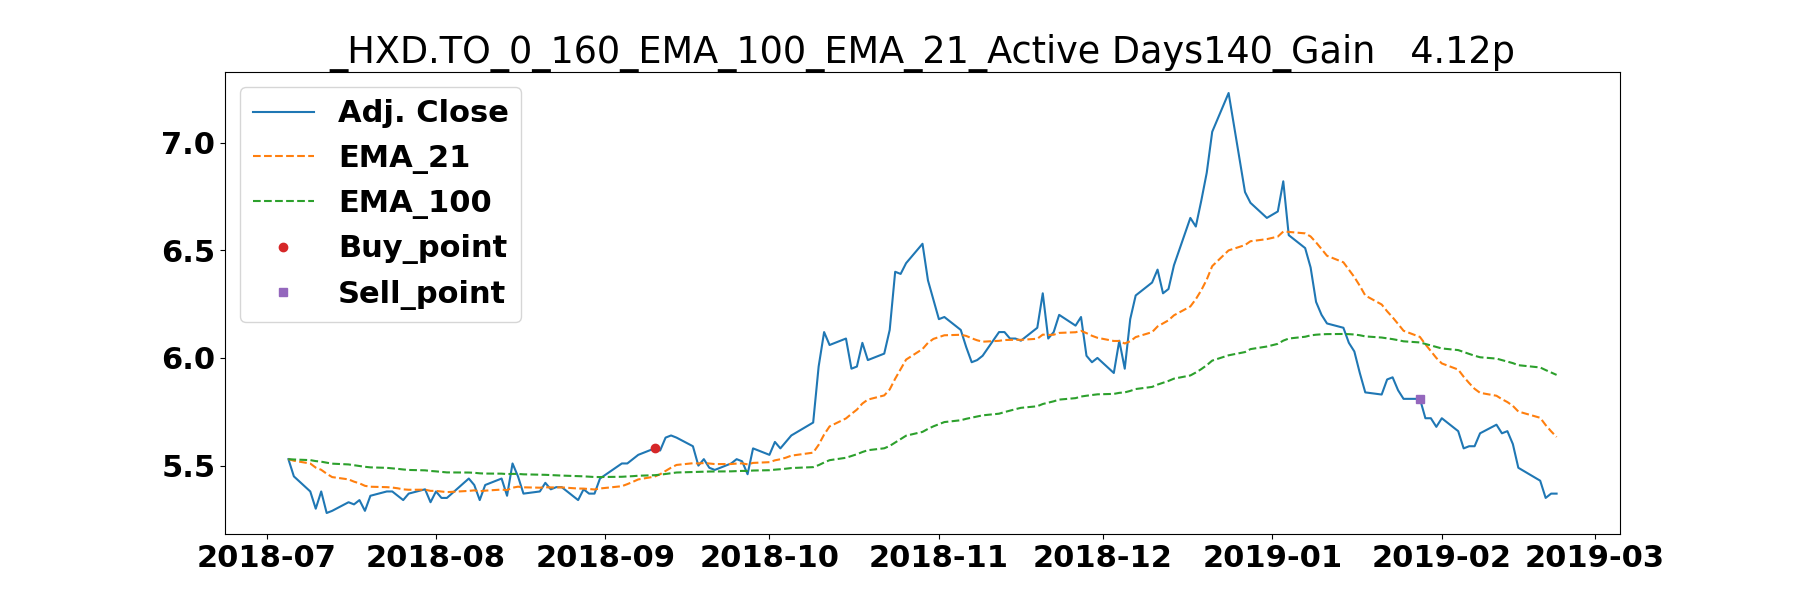 _HXD.TO_0_160_EMA_100_EMA_21_Active Days140_Gain   4.12p
Adj. Close
EMA_21
EMA_100
Buy_point
Sell_point
7.0
6.5
6.0
5.5
2018-07 2018-08 2018-09 2018-10 2018-11 2018-12 2019-01 2019-02 2019-03